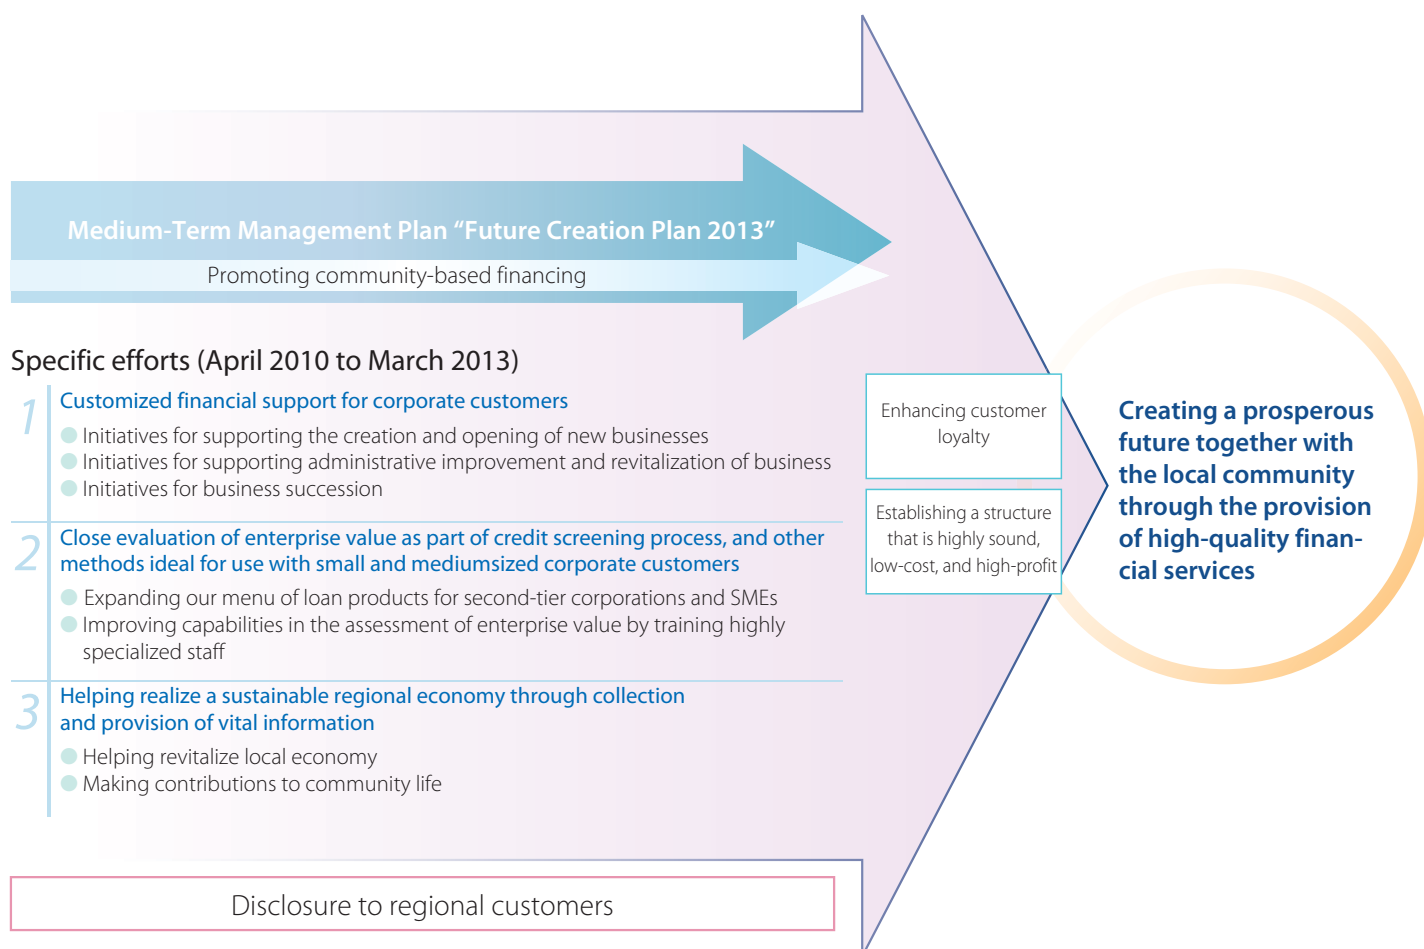 Medium-Term Management Plan “Future Creation Plan 2013”
Promoting community-based financing
Specific efforts (April 2010 to March 2013)
1
Customized financial support for corporate customers
● Initiatives for supporting the creation and opening of new businesses
● Initiatives for supporting administrative improvement and revitalization of business
● Initiatives for business succession
2
Close evaluation of enterprise value as part of credit screening process, and other
methods ideal for use with small and mediumsized corporate customers
● Expanding our menu of loan products for second-tier corporations and SMEs
● Improving capabilities in the assessment of enterprise value by training highly
specialized staff
3
Helping realize a sustainable regional economy through collection
and provision of vital information
● Helping revitalize local economy
● Making contributions to community life
Disclosure to regional customers
Enhancing customer
loyalty
Establishing a structure
that is highly sound,
low-cost, and high-profit
Creating a prosperous
future together with
the local community
through the provision
of high-quality finan-
cial services